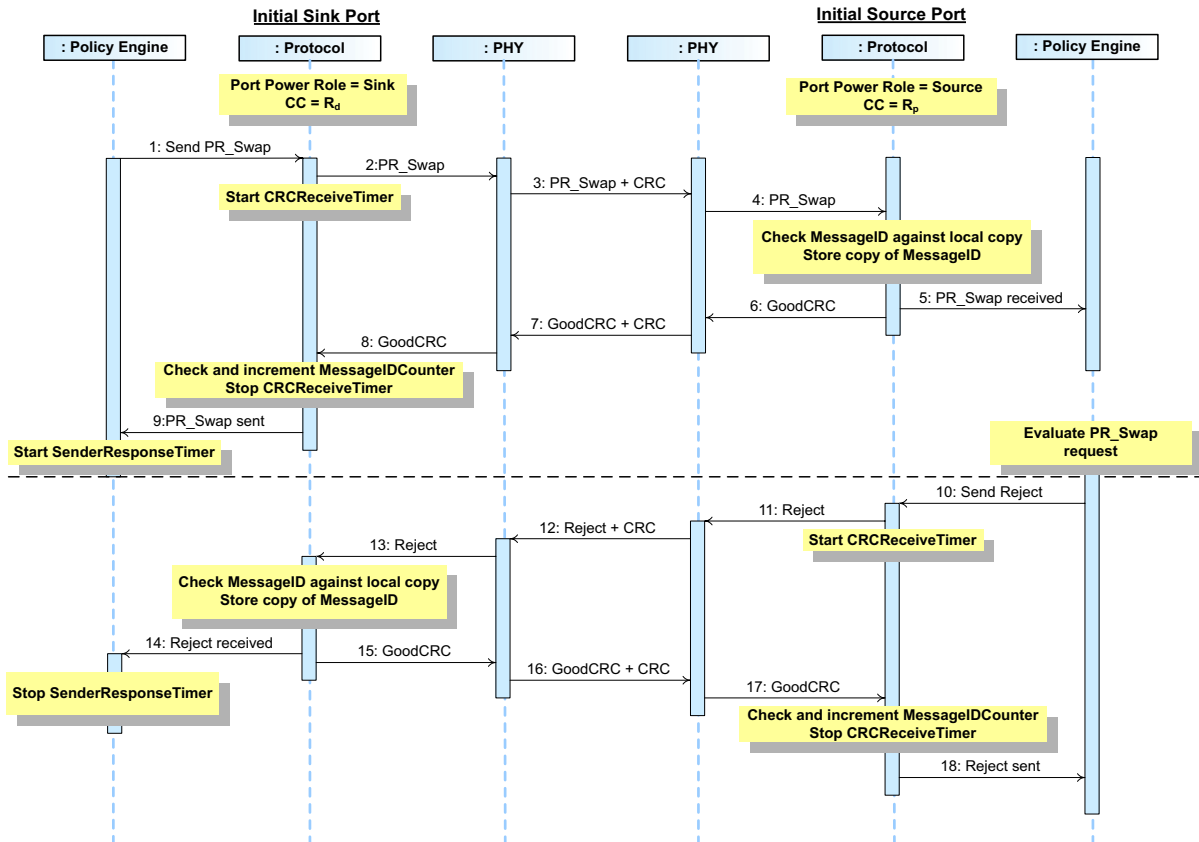 Initial Sink Port
Initial Source Port
: Policy Engine
: Protocol
: PHY
: PHY
: Protocol
: Policy Engine
Port Power Role = Sink
CC = Rd
Port Power Role = Source
CC = Rp
1: Send PR_Swap
2:PR_Swap
Start CRCReceiveTimer
3: PR_Swap + CRC
4: PR_Swap
Check MessageID against local copy
Store copy of MessageID
5: PR_Swap received
6: GoodCRC
7: GoodCRC + CRC
8: GoodCRC
Check and increment MessageIDCounter
Stop CRCReceiveTimer
9:PR_Swap sent
Start SenderResponseTimer
Evaluate PR_Swap
request
10: Send Reject
11: Reject
Start CRCReceiveTimer
12: Reject + CRC
13: Reject
Check MessageID against local copy
Store copy of MessageID
14: Reject received
15: GoodCRC
Stop SenderResponseTimer
16: GoodCRC + CRC
17: GoodCRC
Check and increment MessageIDCounter
Stop CRCReceiveTimer
18: Reject sent